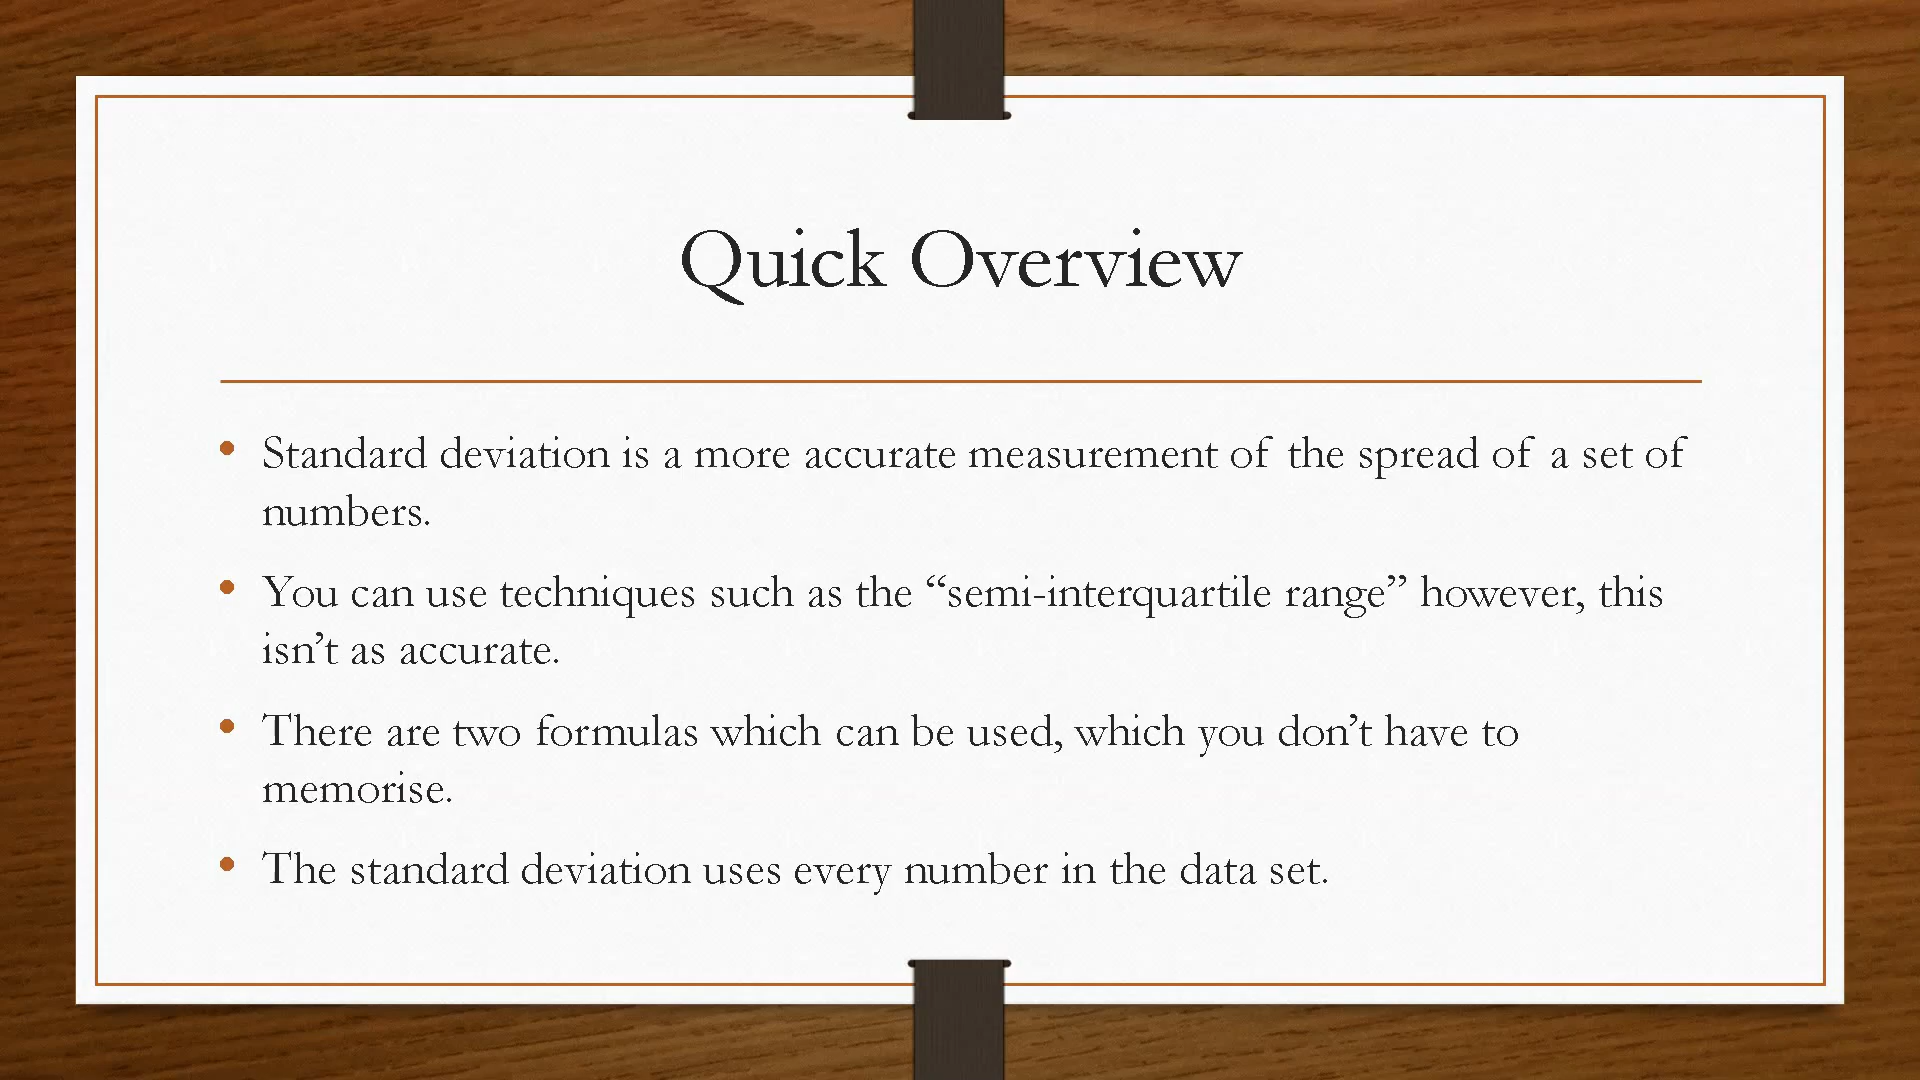 Quick Overview
• Standard deviation is a more accurate measurement of the spread of a set of
numbers.
• You can use techniques such as the “semi-interquartile range” however, this
isn’t as accurate.
• There are two formulas which can be used, which you don’t have to
memorise.
• The standard deviation uses every number in the data set.